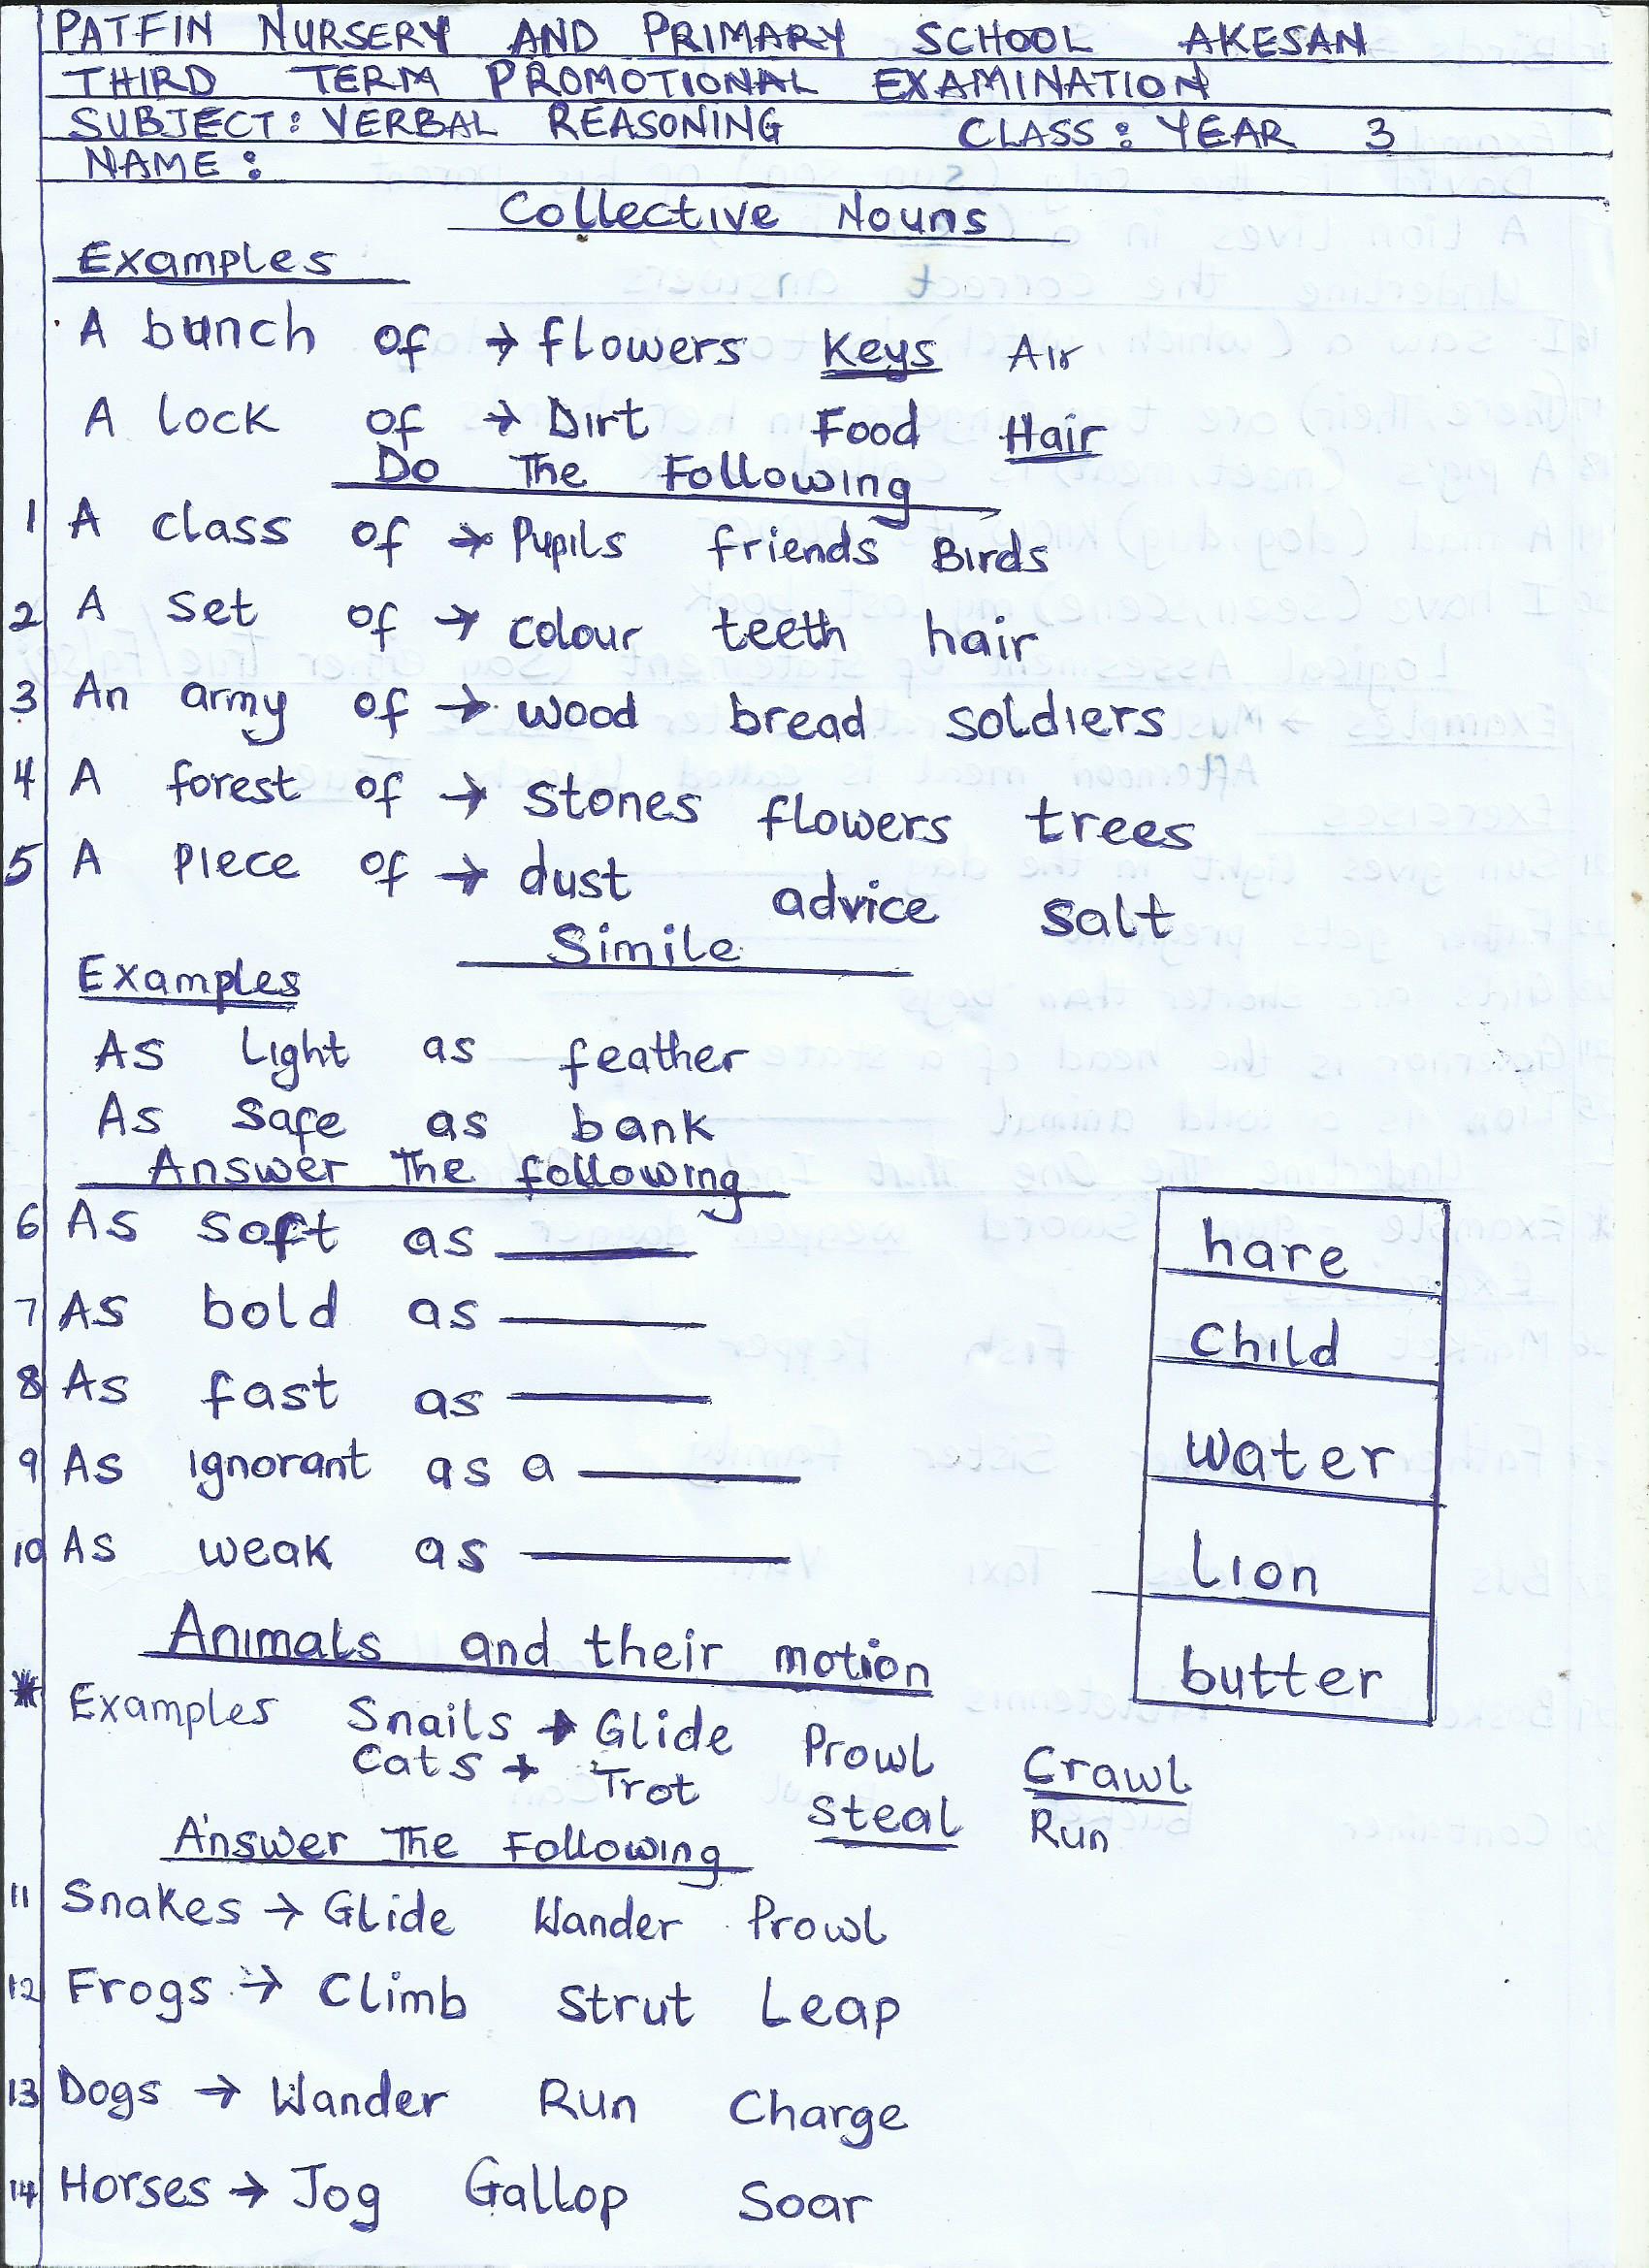 PATFIN NURSERY AND PRIMARY SCHOOL AKESAN
THIRD TERM PROMOTIONAL EXAMINATION
SUBJECT: VERBAL REASONING CLASS: YEAR 3
NAME:
Collective Nouns
Examples
A bunch of → flowers Keys Air
A lock of → Dirt Food Hair
Do The Following
1 A class of → Pupils friends Birds
2 A set of → colour teeth hair
3 An army of → wood bread soldiers
4 A forest of → stones flowers trees
5 A piece of → dust advice salt
Simile
Examples
As Light as feather
As safe as bank
Answer The following
6 As soft as ______
7 As bold as ______
8 As fast as ______
9 As ignorant as a ______
10 As weak as ______
hare
Child
water
Lion
butter
Animals and their motion
* Examples Snails → Glide Prowl Crawl
Cats → Trot Steal Run
Answer The Following
11 Snakes → Glide Wander Prowl
12 Frogs → Climb Strut Leap
13 Dogs → Wander Run Charge
14 Horses → Jog Gallop Soar